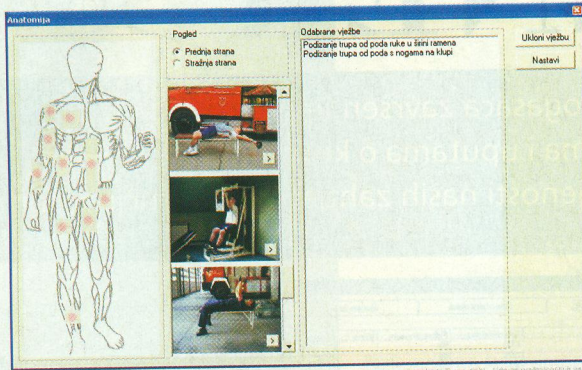 Anatomija
Pogled
Prednja strana
Stražnja strana
Odabrane vježbe
Podizanje trupa od poda ruke u širini ramena
Podizanje trupa od poda s nogama na klupi
Ukloni vježbu
Nastavi